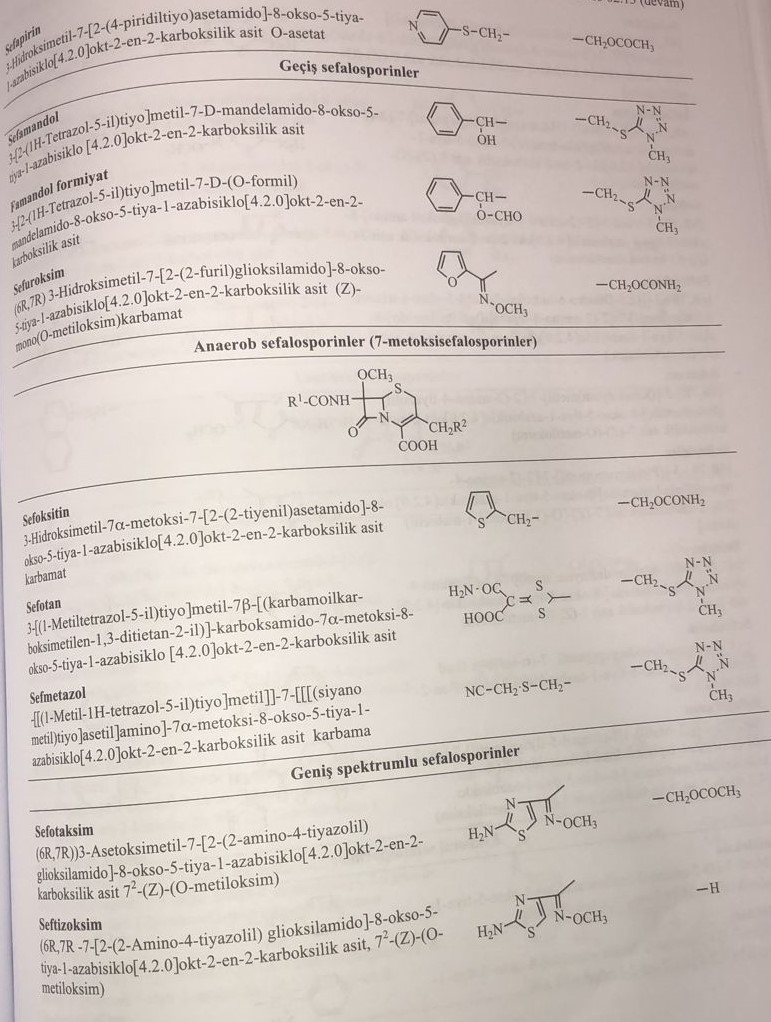 02.13 (devam)
Sefapirin
3-Hidroksimetil-7-[2-(4-piridiltiyo)asetamido]-8-okso-5-tiya-
1-azabisiklo[4.2.0]okt-2-en-2-karboksilik asit O-asetat
N
-S-CH₂-
—CH₂OCOCH₃
Geçiş sefalosporinler
Sefamandol
3-[2-(1H-Tetrazol-5-il)tiyo]metil-7-D-mandelamido-8-okso-5-
tiya-1-azabisiklo [4.2.0]okt-2-en-2-karboksilik asit
-CH—
OH
—CH₂
S
N-N
N
N
CH₃
Famandol formiyat
3-[2-(1H-Tetrazol-5-il)tiyo]metil-7-D-(O-formil)
mandelamido-8-okso-5-tiya-1-azabisiklo[4.2.0]okt-2-en-2-
karboksilik asit
-CH—
O-CHO
—CH₂
S
N-N
N
N
CH₃
Sefuroksim
(6R,7R) 3-Hidroksimetil-7-[2-(2-furil)glioksilamido]-8-okso-
5-tiya-1-azabisiklo[4.2.0]okt-2-en-2-karboksilik asit (Z)-
mono(O-metiloksim)karbamat
O
N
OCH₃
—CH₂OCONH₂
Anaerob sefalosporinler (7-metoksisefalosporinler)
OCH₃
R¹-CONH
S
N
O
CH₂R²
COOH
Sefoksitin
3-Hidroksimetil-7α-metoksi-7-[2-(2-tiyenil)asetamido]-8-
okso-5-tiya-1-azabisiklo[4.2.0]okt-2-en-2-karboksilik asit
karbamat
S
CH₂-
—CH₂OCONH₂
Sefotan
3-[(1-Metiltetrazol-5-il)tiyo]metil-7β-[(karbamoilkar-
boksimetilen-1,3-ditietan-2-il)]-karboksamido-7α-metoksi-8-
okso-5-tiya-1-azabisiklo [4.2.0]okt-2-en-2-karboksilik asit
H₂N·OC
HOOC
C
S
S
—CH₂
S
N-N
N
N
CH₃
Sefmetazol
-[[(1-Metil-1H-tetrazol-5-il)tiyo]metil]]-7-[[[(siyano
metil)tiyo]asetil]amino]-7α-metoksi-8-okso-5-tiya-1-
azabisiklo[4.2.0]okt-2-en-2-karboksilik asit karbama
NC-CH₂·S-CH₂-
—CH₂
S
N-N
N
N
CH₃
Geniş spektrumlu sefalosporinler
Sefotaksim
(6R,7R))3-Asetoksimetil-7-[2-(2-amino-4-tiyazolil)
glioksilamido]-8-okso-5-tiya-1-azabisiklo[4.2.0]okt-2-en-2-
karboksilik asit 7²-(Z)-(O-metiloksim)
H₂N
N
S
N-OCH₃
—CH₂OCOCH₃
Seftizoksim
(6R,7R -7-[2-(2-Amino-4-tiyazolil) glioksilamido]-8-okso-5-
tiya-1-azabisiklo[4.2.0]okt-2-en-2-karboksilik asit, 7²-(Z)-(O-
metiloksim)
H₂N
N
S
N-OCH₃
—H